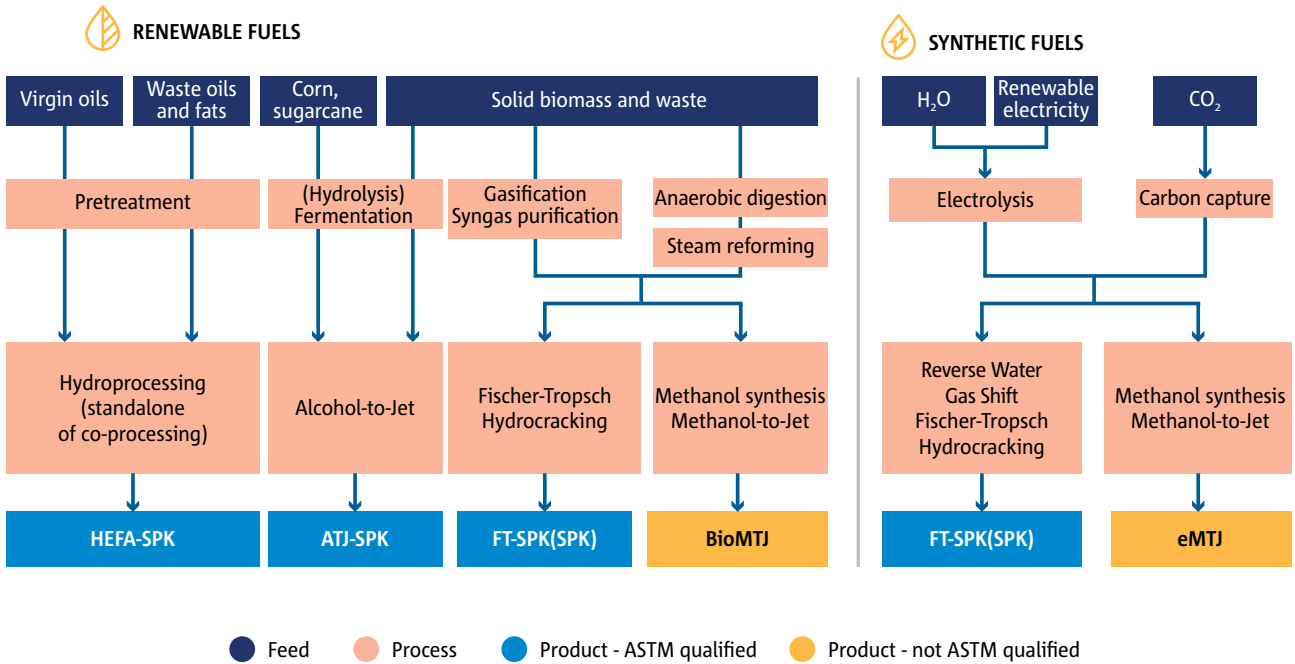 RENEWABLE FUELS
SYNTHETIC FUELS
Virgin oils
Waste oils
and fats
Corn,
sugarcane
Solid biomass and waste
H₂O
Renewable
electricity
CO₂
Pretreatment
(Hydrolysis)
Fermentation
Gasification
Syngas purification
Anaerobic digestion
Steam reforming
Electrolysis
Carbon capture
Hydroprocessing
(standalone
of co-processing)
Alcohol-to-Jet
Fischer-Tropsch
Hydrocracking
Methanol synthesis
Methanol-to-Jet
Reverse Water
Gas Shift
Fischer-Tropsch
Hydrocracking
Methanol synthesis
Methanol-to-Jet
HEFA-SPK
ATJ-SPK
FT-SPK(SPK)
BioMTJ
FT-SPK(SPK)
eMTJ
Feed
Process
Product - ASTM qualified
Product - not ASTM qualified